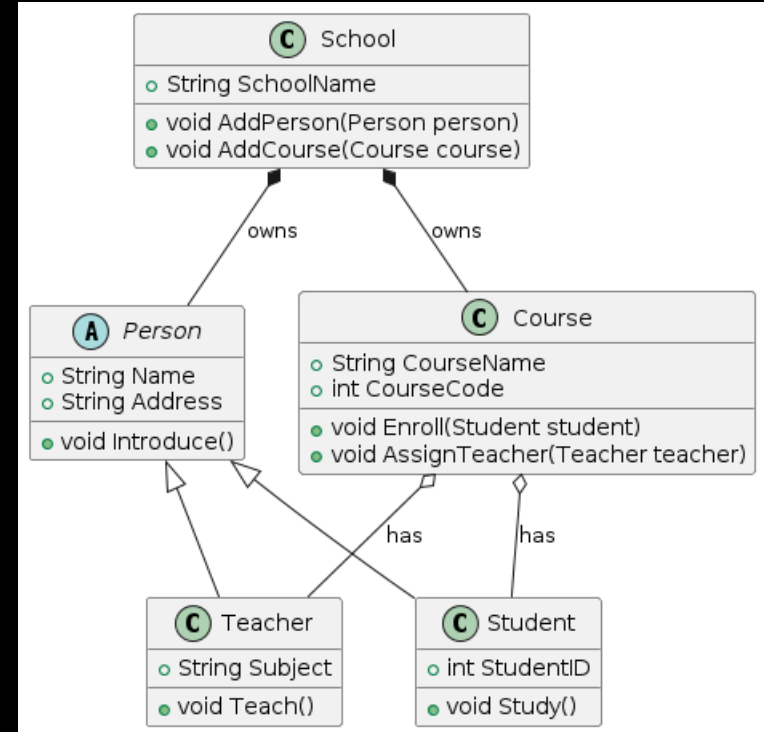 C School
String SchoolName
void AddPerson(Person person)
void AddCourse(Course course)
owns
owns
A Person
String Name
String Address
void Introduce()
C Course
String CourseName
int CourseCode
void Enroll(Student student)
void AssignTeacher(Teacher teacher)
has
has
C Teacher
String Subject
void Teach()
C Student
int StudentID
void Study()